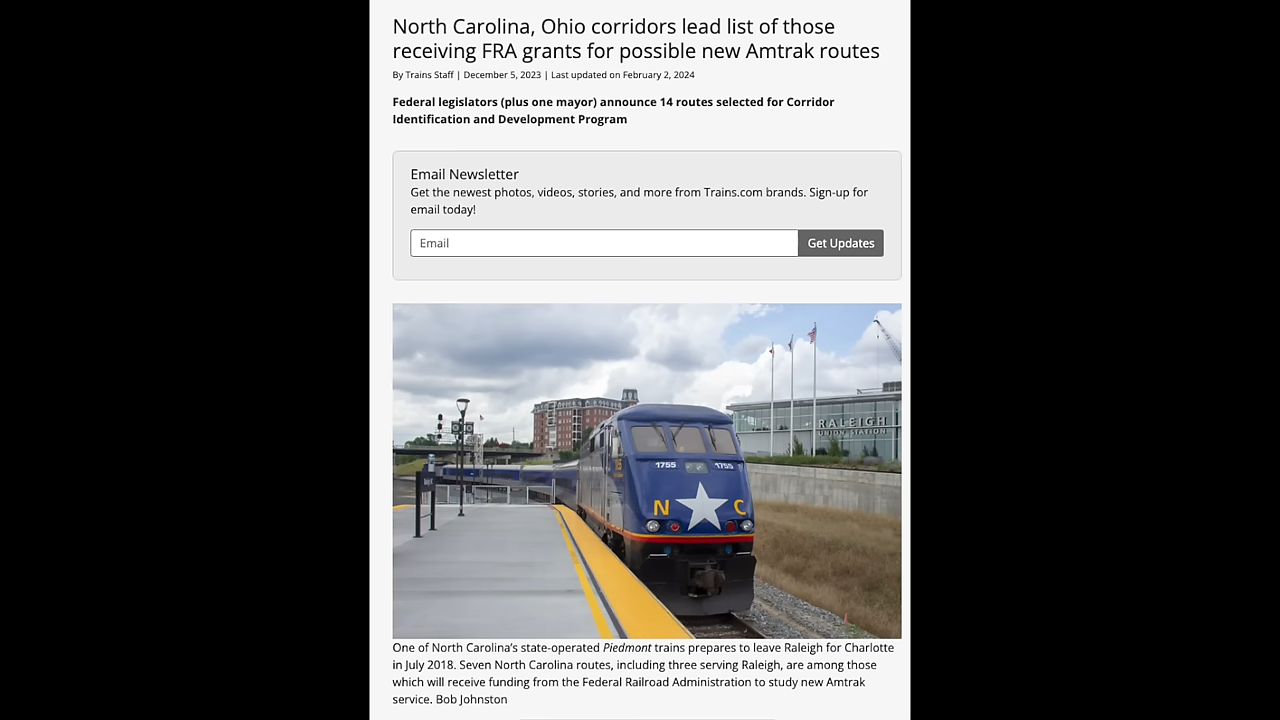 North Carolina, Ohio corridors lead list of those
receiving FRA grants for possible new Amtrak routes
By Trains Staff | December 5, 2023 | Last updated on February 2, 2024
Federal legislators (plus one mayor) announce 14 routes selected for Corridor
Identification and Development Program
Email Newsletter
Get the newest photos, videos, stories, and more from Trains.com brands. Sign-up for
email today!
Email
Get Updates
RALEIGH
UNION STATION
1755 1755
N C
One of North Carolina’s state-operated Piedmont trains prepares to leave Raleigh for Charlotte
in July 2018. Seven North Carolina routes, including three serving Raleigh, are among those
which will receive funding from the Federal Railroad Administration to study new Amtrak
service. Bob Johnston